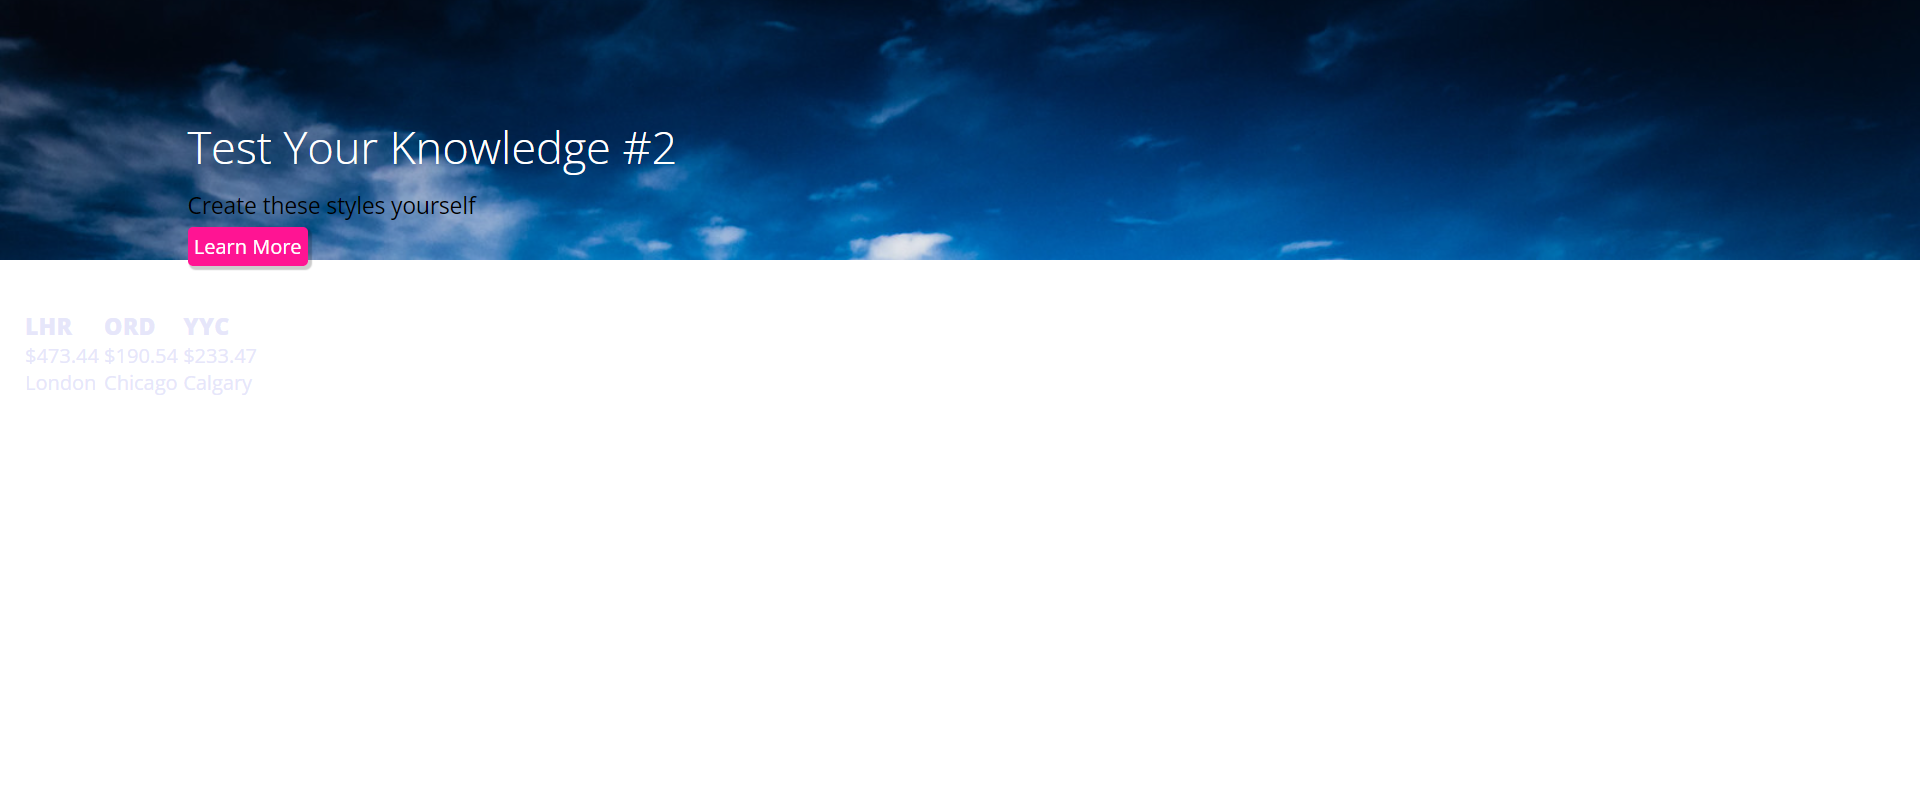 Test Your Knowledge #2
Create these styles yourself
Learn More
LHR ORD YYC
$473.44 $190.54 $233.47
London Chicago Calgary